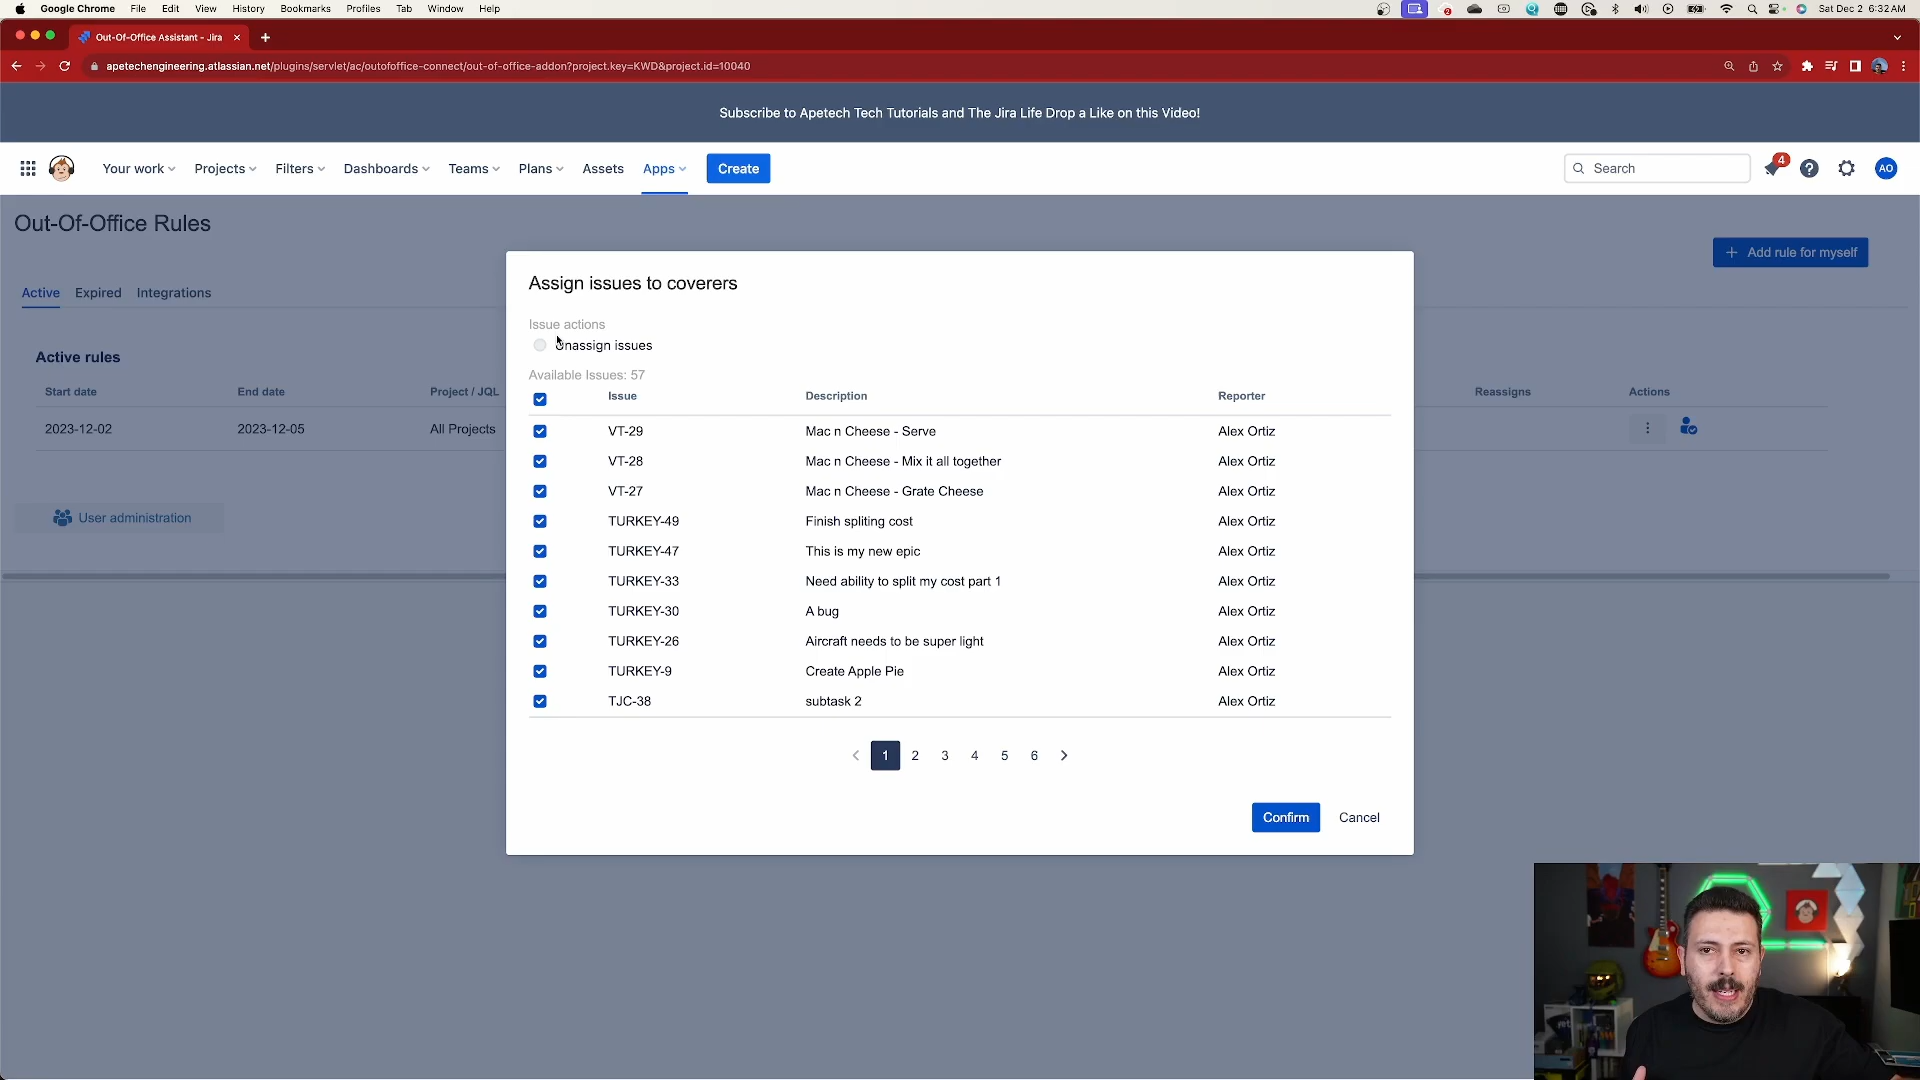 Google Chrome File Edit View History Bookmarks Profiles Tab Window Help 2 Sat Dec 2 6:32AM
Out-Of-Office Assistant - Jira
apetechengineering.atlassian.net/plugins/servlet/ac/outofoffice-connect/out-of-office-addon?project.key=KWD&project.id=10040
Subscribe to Apetech Tech Tutorials and The Jira Life Drop a Like on this Video!
Your work Projects Filters Dashboards Teams Plans Assets Apps Create Search 4 AO
Out-Of-Office Rules
Add rule for myself
Active Expired Integrations
Active rules
Start date End date Project / JQL Reassigns Actions
2023-12-02 2023-12-05 All Projects
User administration
Assign issues to coverers
Issue actions
Unassign issues
Available Issues: 57
Issue Description Reporter
VT-29 Mac n Cheese - Serve Alex Ortiz
VT-28 Mac n Cheese - Mix it all together Alex Ortiz
VT-27 Mac n Cheese - Grate Cheese Alex Ortiz
TURKEY-49 Finish spliting cost Alex Ortiz
TURKEY-47 This is my new epic Alex Ortiz
TURKEY-33 Need ability to split my cost part 1 Alex Ortiz
TURKEY-30 A bug Alex Ortiz
TURKEY-26 Aircraft needs to be super light Alex Ortiz
TURKEY-9 Create Apple Pie Alex Ortiz
TJC-38 subtask 2 Alex Ortiz
1 2 3 4 5 6
Confirm Cancel